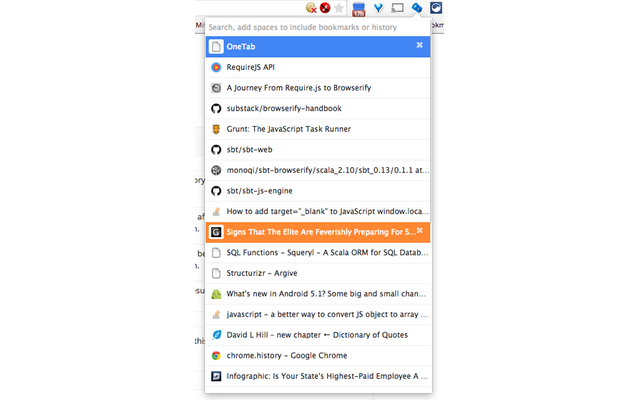 Search, add spaces to include bookmarks or history
OneTab
RequireJS API
A Journey From Require.js to Browserify
substack/browserify-handbook
Grunt: The JavaScript Task Runner
sbt/sbt-web
monoqi/sbt-browserify/scala_2.10/sbt_0.13/0.1.1 at...
sbt/sbt-js-engine
How to add target="_blank" to JavaScript window.loca...
Signs That The Elite Are Feverishly Preparing For S...
SQL Functions – Squeryl – A Scala ORM for SQL Datab...
Structurizr – Argive
What's new in Android 5.1? Some big and small chan...
javascript – a better way to convert JS object to array ...
David L Hill – new chapter ← Dictionary of Quotes
chrome.history – Google Chrome
Infographic: Is Your State's Highest-Paid Employee A ...